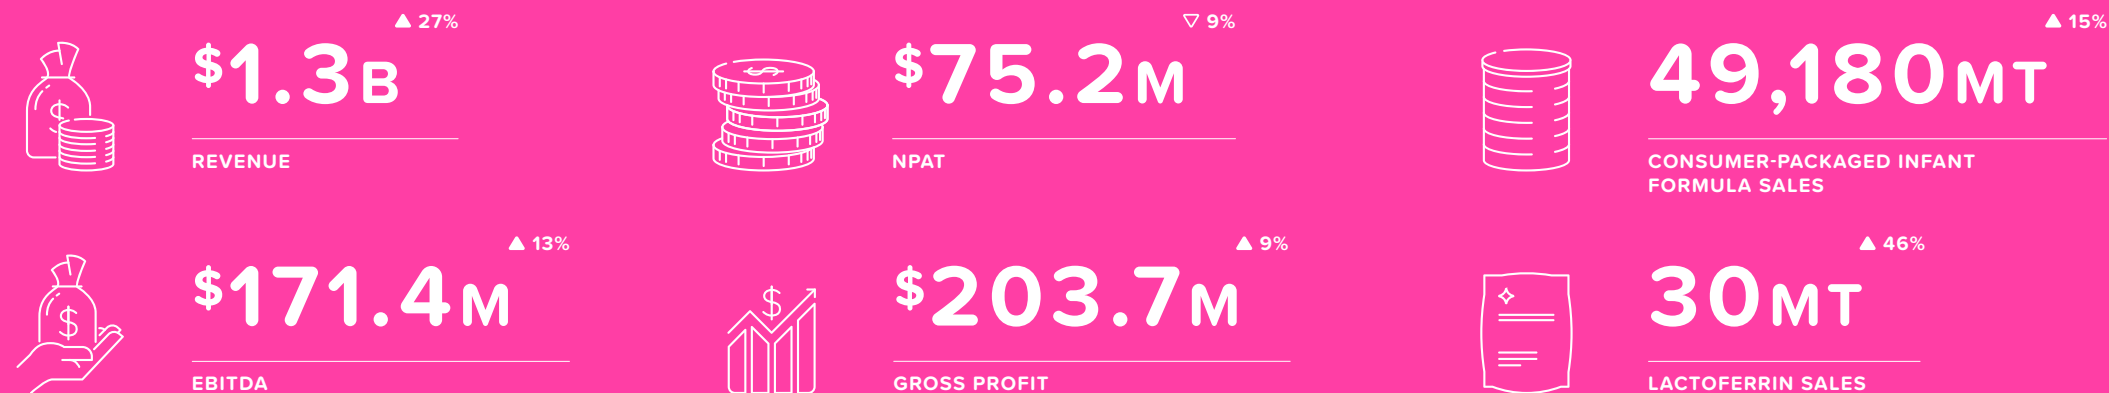 ▲ 27%
$1.3B
REVENUE
▽ 9%
$75.2M
NPAT
▲ 15%
49,180MT
CONSUMER-PACKAGED INFANT
FORMULA SALES
▲ 13%
$171.4M
EBITDA
▲ 9%
$203.7M
GROSS PROFIT
▲ 46%
30MT
LACTOFERRIN SALES